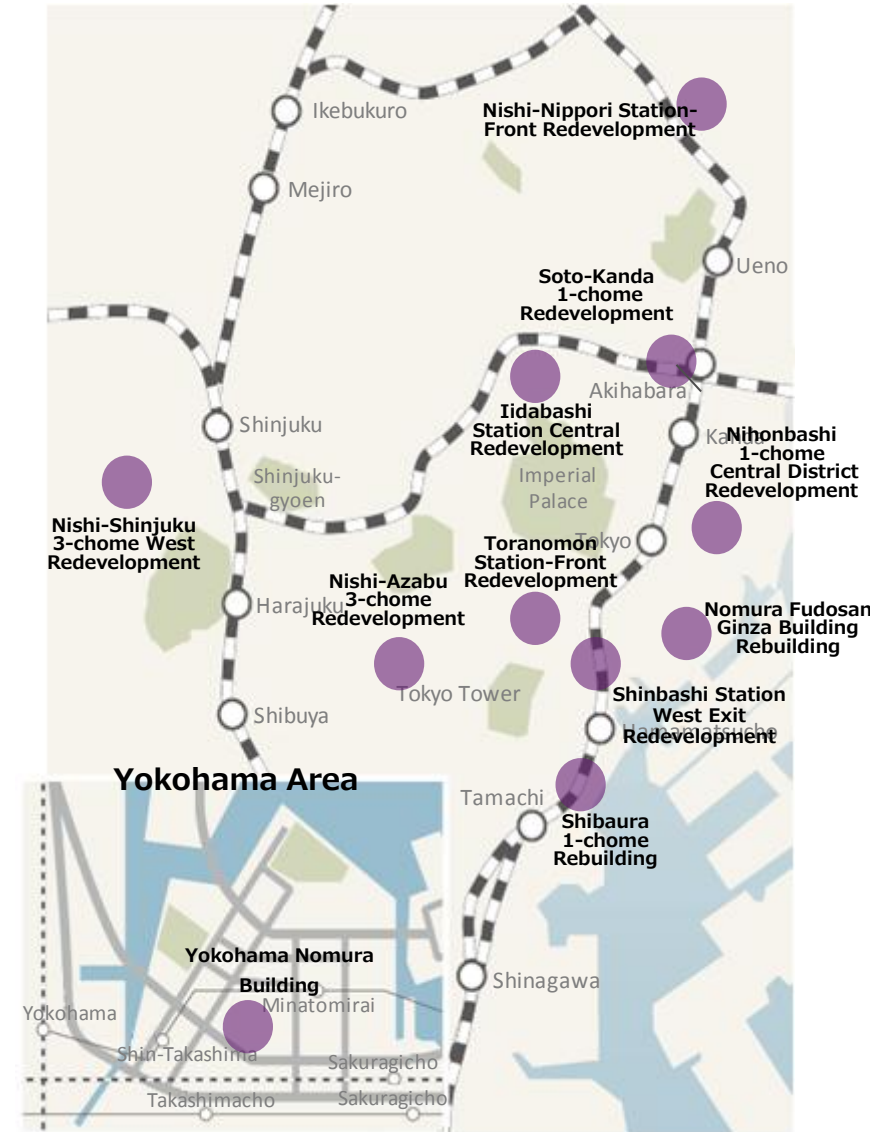 Ikebukuro
Nishi-Nippori Station-
Front Redevelopment
Mejiro
Ueno
Soto-Kanda
1-chome
Redevelopment
Akihabara
Iidabashi
Station Central
Redevelopment
Shinjuku
Kanda
Nihonbashi
1-chome
Central District
Redevelopment
Shinjuku-
gyoen
Imperial
Palace
Nishi-Shinjuku
3-chome West
Redevelopment
Toranomon
Station-Front
Redevelopment
Tokyo
Nishi-Azabu
3-chome
Redevelopment
Harajuku
Nomura Fudosan
Ginza Building
Rebuilding
Tokyo Tower
Shinbashi Station
West Exit
Redevelopment
Shibuya
Hamamatsucho
Yokohama Area
Tamachi
Shibaura
1-chome
Rebuilding
Shinagawa
Yokohama Nomura
Building
Minatomirai
Yokohama
Shin-Takashima
Sakuragicho
Takashimacho
Sakuragicho